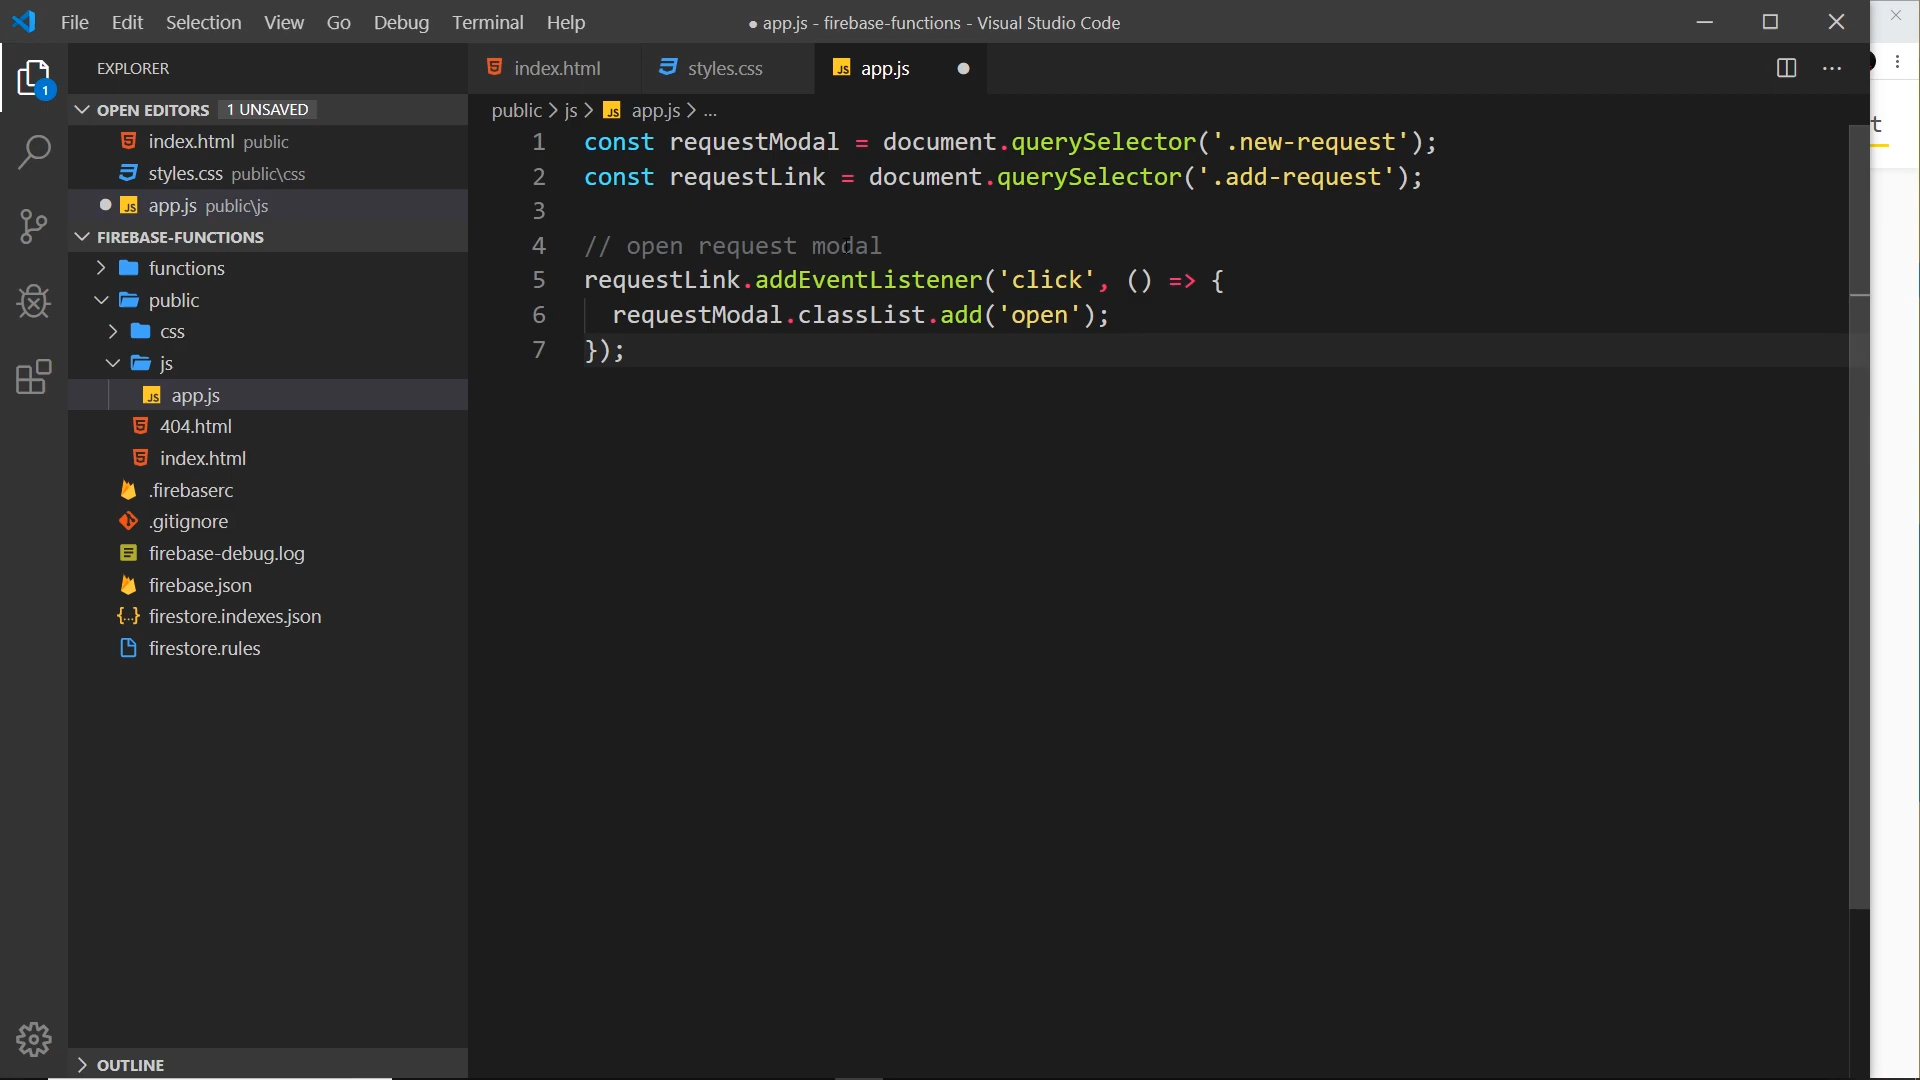 File Edit Selection View Go Debug Terminal Help
● app.js - firebase-functions - Visual Studio Code
1
EXPLORER
OPEN EDITORS 1 UNSAVED
index.html public
styles.css public\css
app.js public\js
FIREBASE-FUNCTIONS
functions
public
css
js
app.js
404.html
index.html
.firebaserc
.gitignore
firebase-debug.log
firebase.json
firestore.indexes.json
firestore.rules
OUTLINE
index.html
styles.css
app.js
public > js > app.js > ...
1 const requestModal = document.querySelector('.new-request');
2 const requestLink = document.querySelector('.add-request');
3
4 // open request modal
5 requestLink.addEventListener('click', () => {
6 requestModal.classList.add('open');
7 });
t